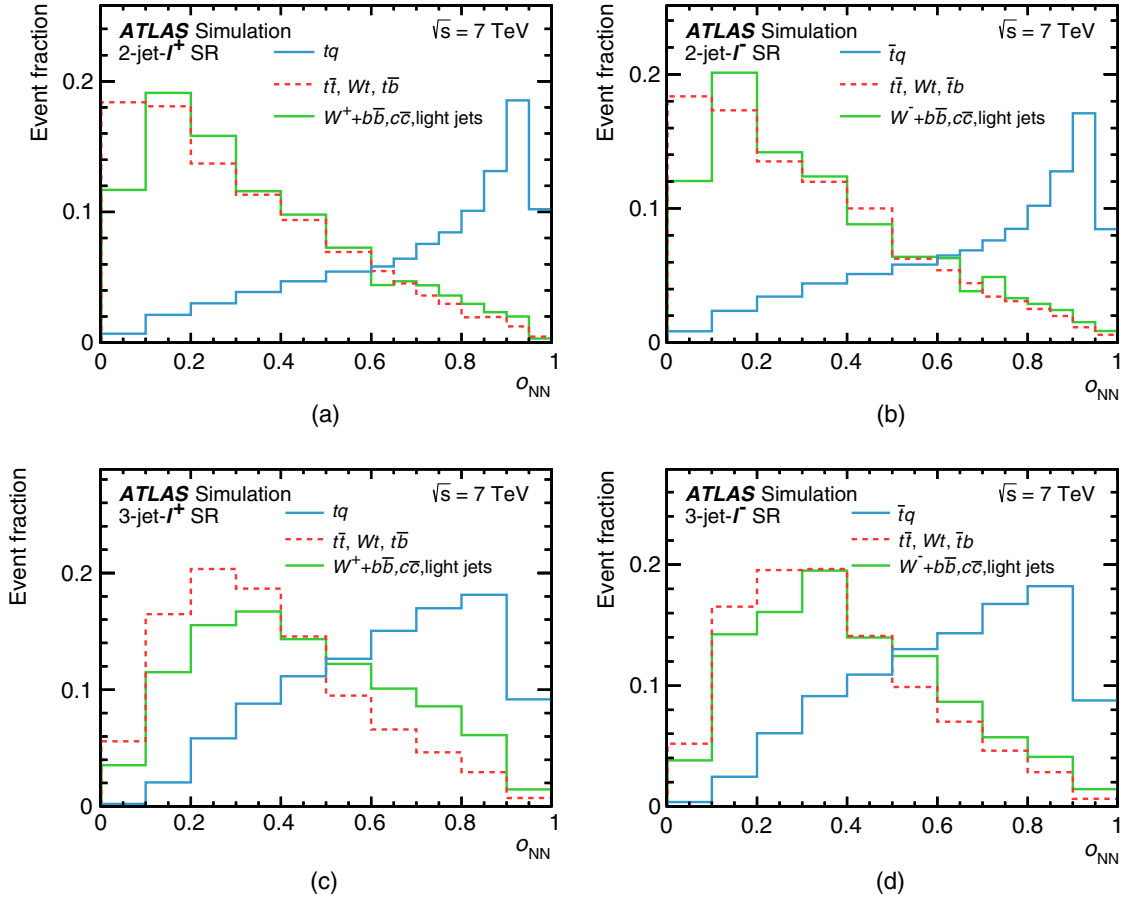 ATLAS Simulation
√s = 7 TeV
2-jet-l⁺ SR
tq
tt̄, Wt, tb̄
W⁺+bb̄,cc̄,light jets
Event fraction
0.2
0.1
0
0 0.2 0.4 0.6 0.8 1
o_NN
(a)
ATLAS Simulation
√s = 7 TeV
2-jet-l⁻ SR
t̄q
tt̄, Wt, t̄b
W⁻+bb̄,cc̄,light jets
Event fraction
0.2
0.1
0
0 0.2 0.4 0.6 0.8 1
o_NN
(b)
ATLAS Simulation
√s = 7 TeV
3-jet-l⁺ SR
tq
tt̄, Wt, tb̄
W⁺+bb̄,cc̄,light jets
Event fraction
0.2
0.1
0
0 0.2 0.4 0.6 0.8 1
o_NN
(c)
ATLAS Simulation
√s = 7 TeV
3-jet-l⁻ SR
t̄q
tt̄, Wt, t̄b
W⁻+bb̄,cc̄,light jets
Event fraction
0.2
0.1
0
0 0.2 0.4 0.6 0.8 1
o_NN
(d)